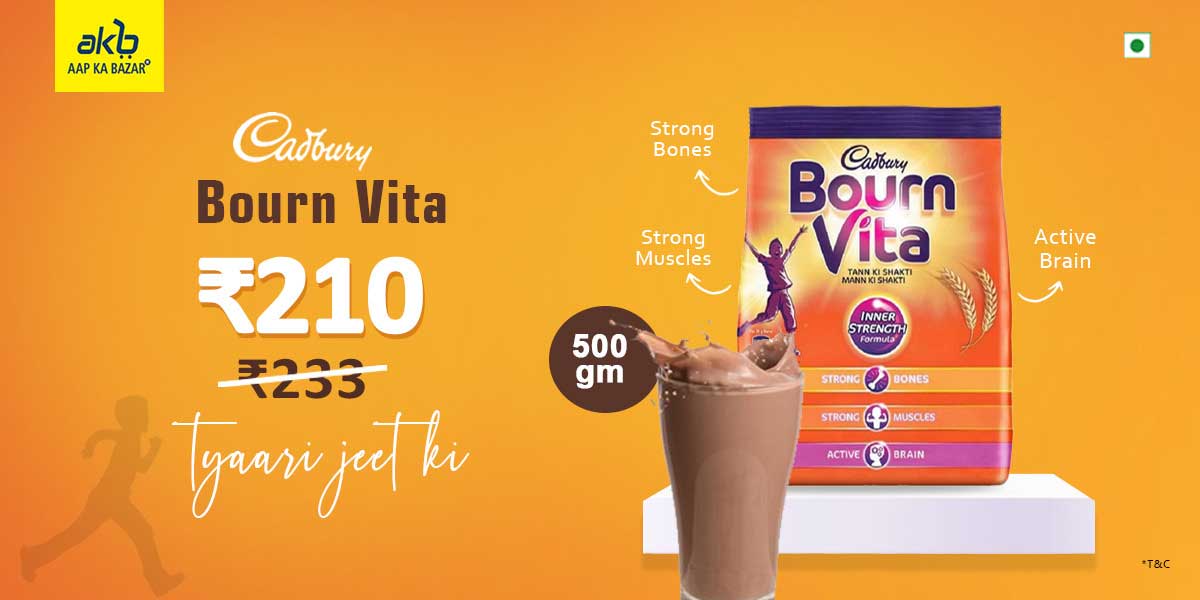 akb
AAP KA BAZAR
Cadbury
Bourn Vita
₹210
₹233
tyaari jeet ki
500
gm
Strong
Bones
Strong
Muscles
Active
Brain
Cadbury
Bourn
Vita
TANN KI SHAKTI
MANN KI SHAKTI
INNER
STRENGTH
Formula
STRONG BONES
STRONG MUSCLES
ACTIVE BRAIN
*T&C